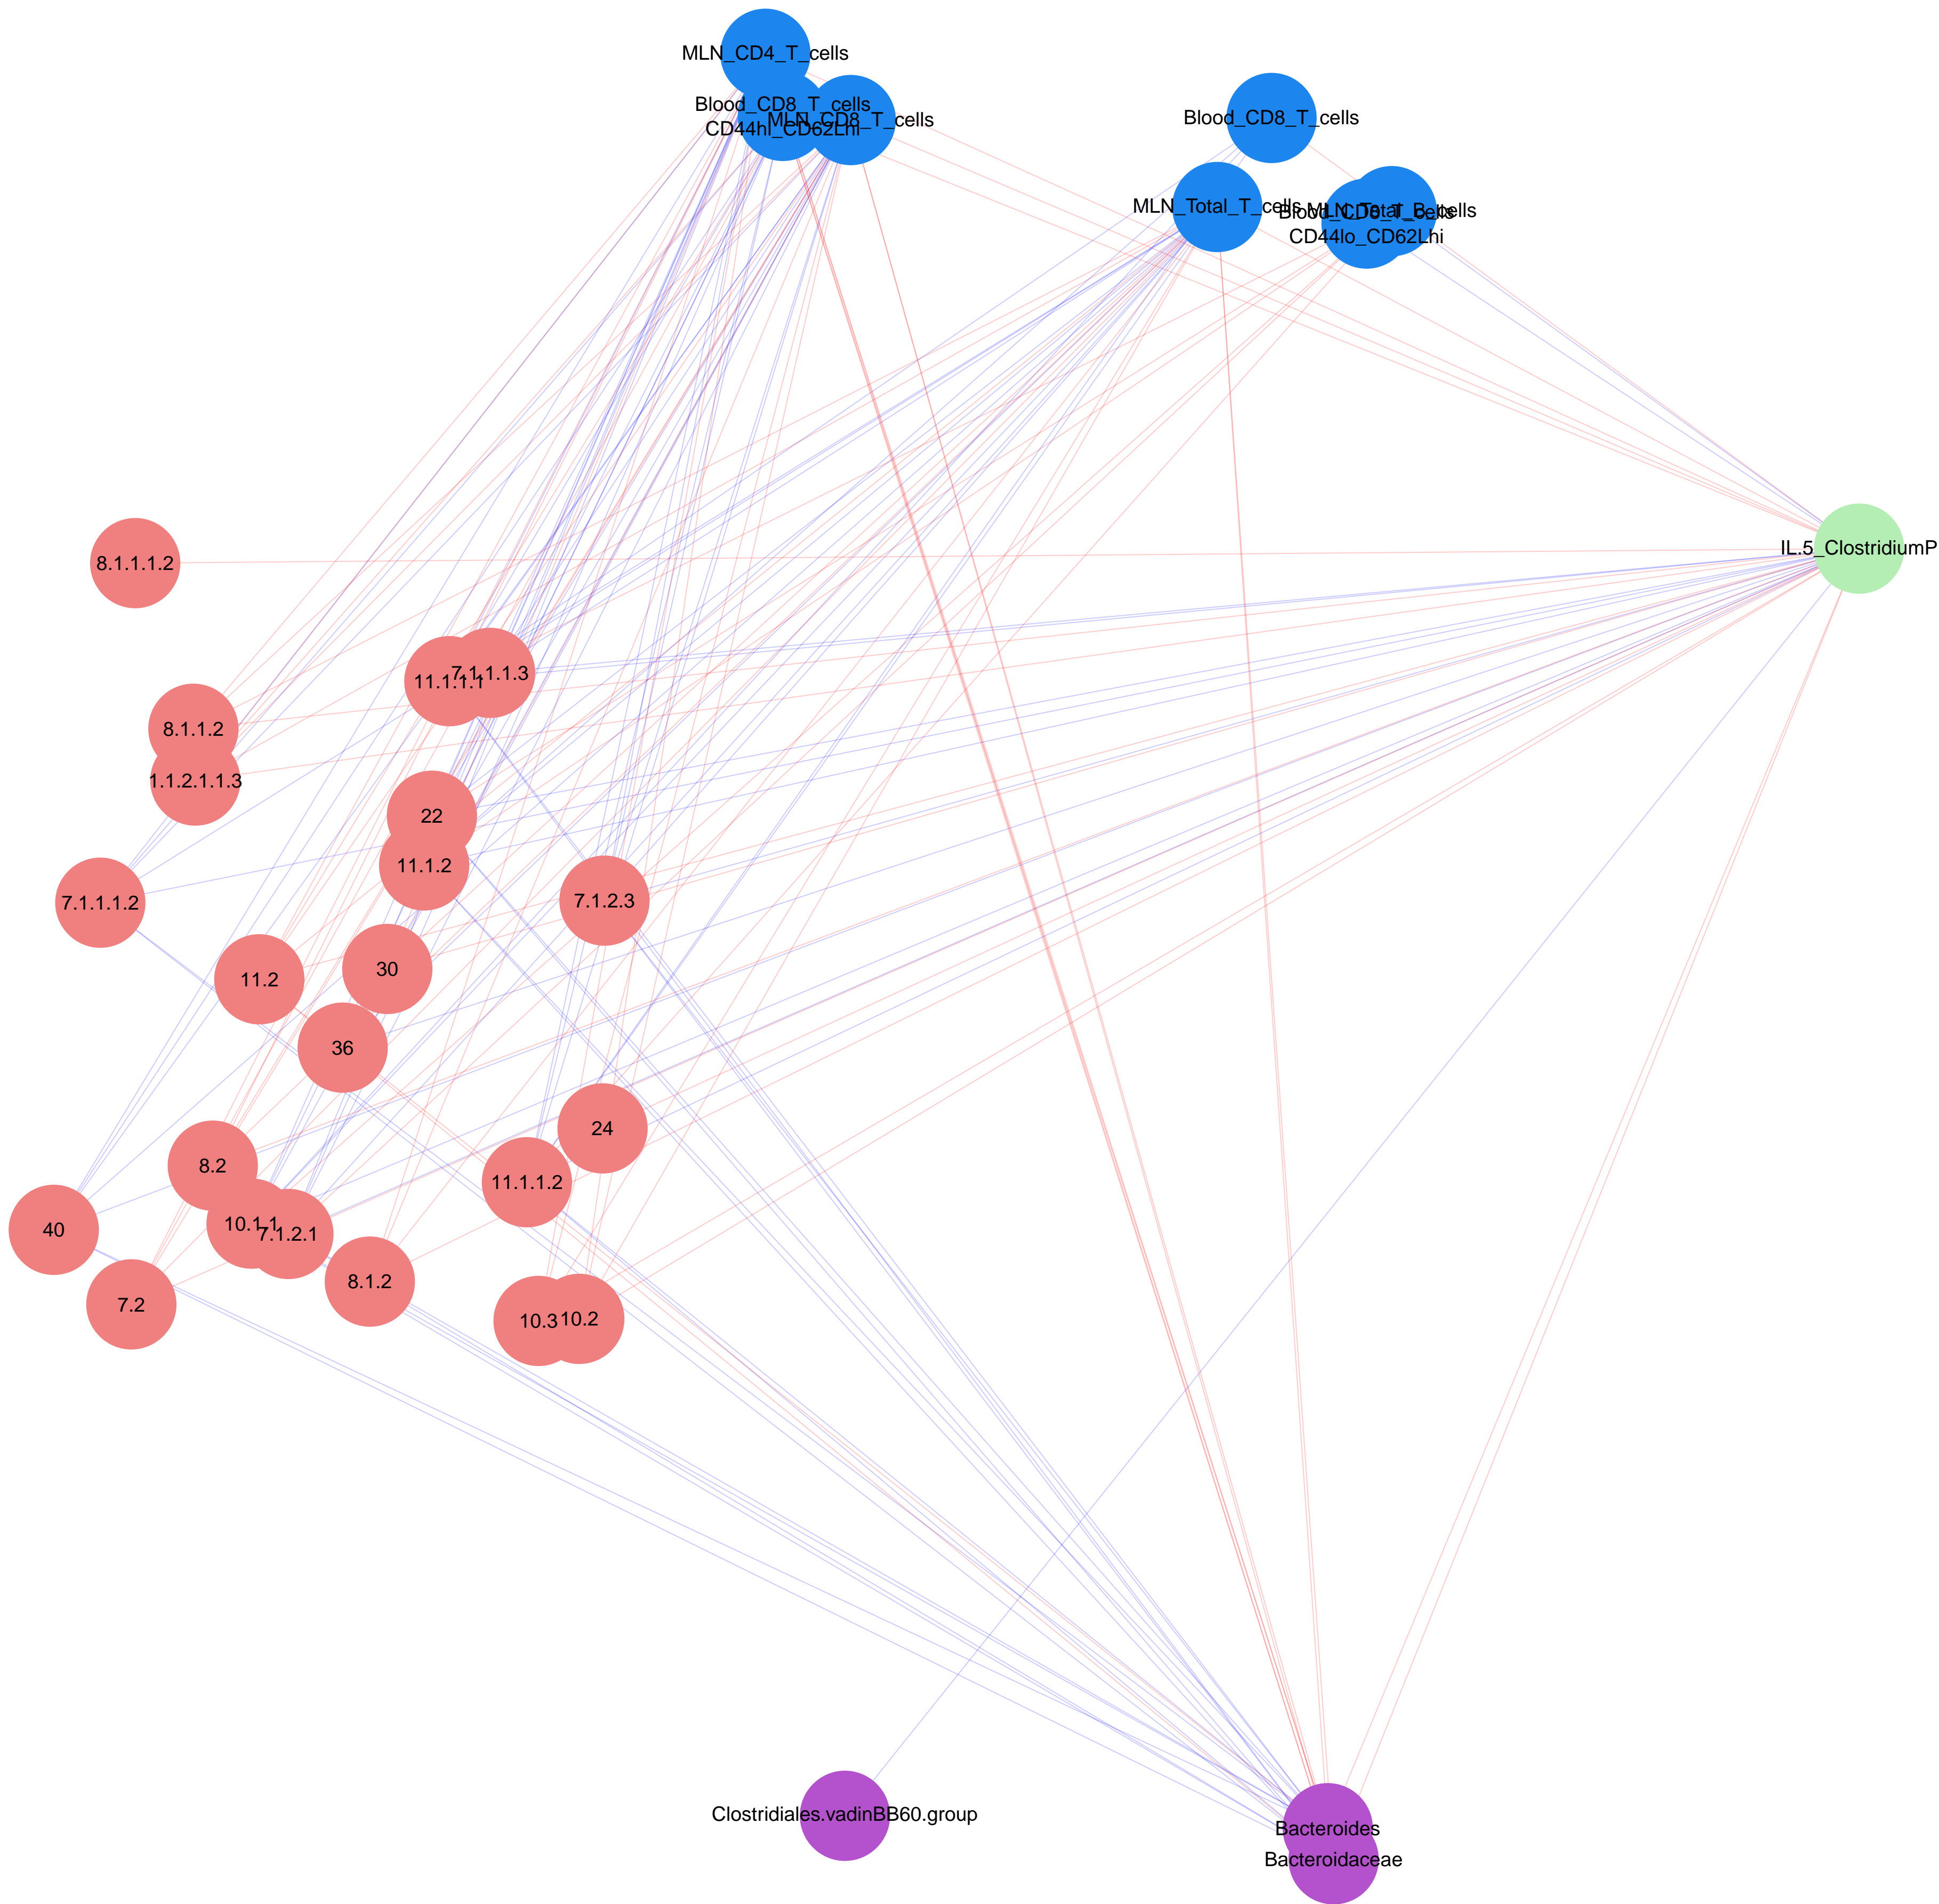 MLN_CD4_T_cells
Blood_CD8_T_cells
CD44hi_CD62Lhi
MLN_CD8_T_cells
Blood_CD8_T_cells
MLN_Total_T_cells
MLN_Total_B_cells
CD44lo_CD62Lhi
IL.5_ClostridiumP
8.1.1.1.2
7.1.1.1.3
11.1.1.1
8.1.1.2
1.1.2.1.1.3
22
11.1.2
7.1.1.1.2
7.1.2.3
11.2
30
36
24
8.2
11.1.1.2
10.1.1
7.1.2.1
40
8.1.2
7.2
10.3
10.2
Clostridiales.vadinBB60.group
Bacteroides
Bacteroidaceae